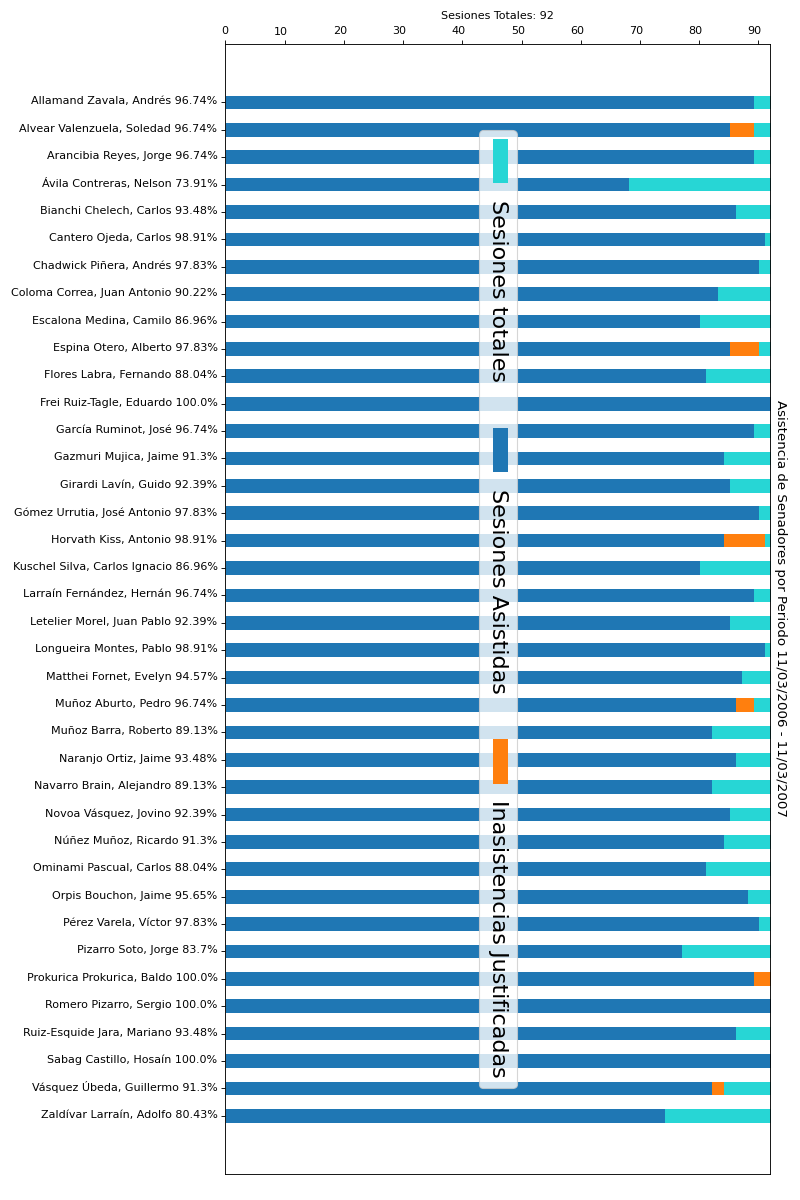 Sesiones Totales: 92
0 10 20 30 40 50 60 70 80 90
Allamand Zavala, Andrés 96.74%
Alvear Valenzuela, Soledad 96.74%
Arancibia Reyes, Jorge 96.74%
Ávila Contreras, Nelson 73.91%
Bianchi Chelech, Carlos 93.48%
Cantero Ojeda, Carlos 98.91%
Chadwick Piñera, Andrés 97.83%
Coloma Correa, Juan Antonio 90.22%
Escalona Medina, Camilo 86.96%
Espina Otero, Alberto 97.83%
Flores Labra, Fernando 88.04%
Frei Ruiz-Tagle, Eduardo 100.0%
García Ruminot, José 96.74%
Gazmuri Mujica, Jaime 91.3%
Girardi Lavín, Guido 92.39%
Gómez Urrutia, José Antonio 97.83%
Horvath Kiss, Antonio 98.91%
Kuschel Silva, Carlos Ignacio 86.96%
Larraín Fernández, Hernán 96.74%
Letelier Morel, Juan Pablo 92.39%
Longueira Montes, Pablo 98.91%
Matthei Fornet, Evelyn 94.57%
Muñoz Aburto, Pedro 96.74%
Muñoz Barra, Roberto 89.13%
Naranjo Ortiz, Jaime 93.48%
Navarro Brain, Alejandro 89.13%
Novoa Vásquez, Jovino 92.39%
Núñez Muñoz, Ricardo 91.3%
Ominami Pascual, Carlos 88.04%
Orpis Bouchon, Jaime 95.65%
Pérez Varela, Víctor 97.83%
Pizarro Soto, Jorge 83.7%
Prokurica Prokurica, Baldo 100.0%
Romero Pizarro, Sergio 100.0%
Ruiz-Esquide Jara, Mariano 93.48%
Sabag Castillo, Hosaín 100.0%
Vásquez Úbeda, Guillermo 91.3%
Zaldívar Larraín, Adolfo 80.43%
Sesiones totales
Sesiones Asistidas
Inasistencias Justificadas
Asistencia de Senadores por Periodo 11/03/2006 - 11/03/2007